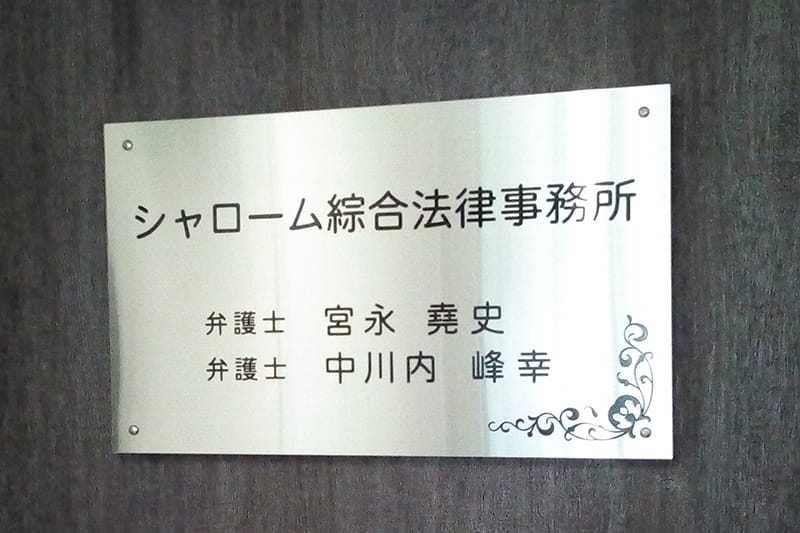 シャローム綜合法律事務所
弁護士 宮永 堯史
弁護士 中川内 峰幸